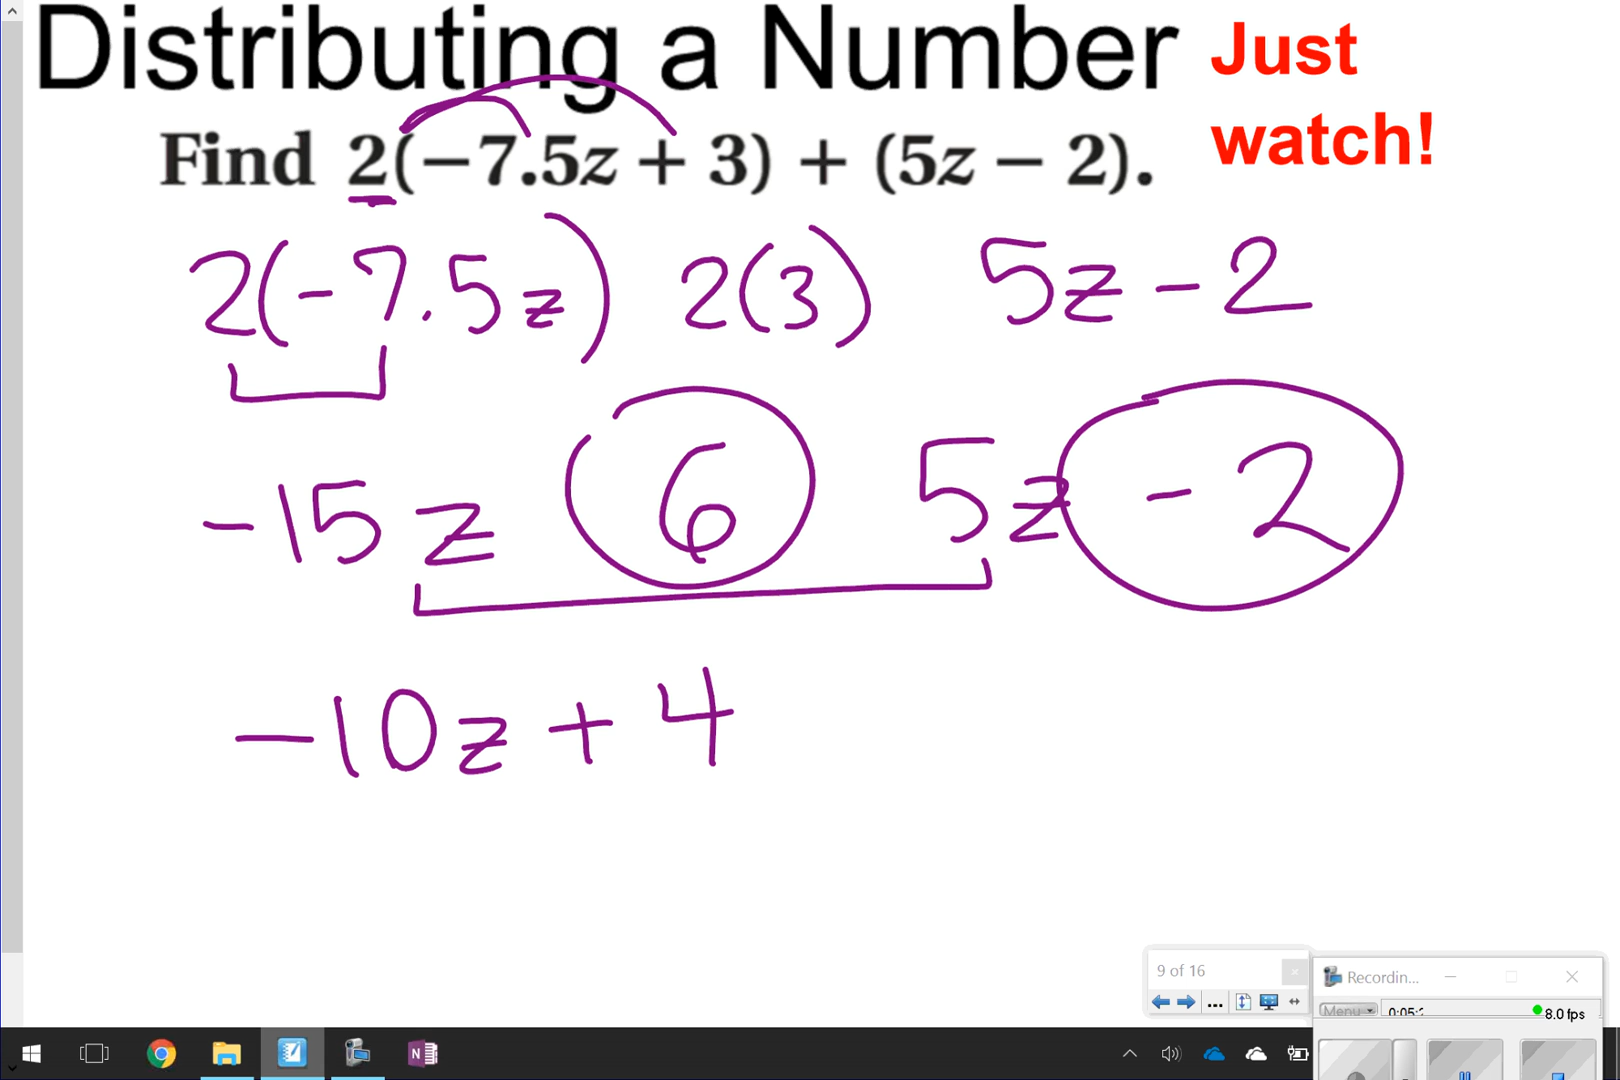 Distributing a Number
Just
watch!
Find 2(−7.5z + 3) + (5z − 2).
2(-7.5z) 2(3) 5z - 2
-15z 6 5z - 2
-10z + 4
9 of 16
Recordin...
Menu
8.0 fps